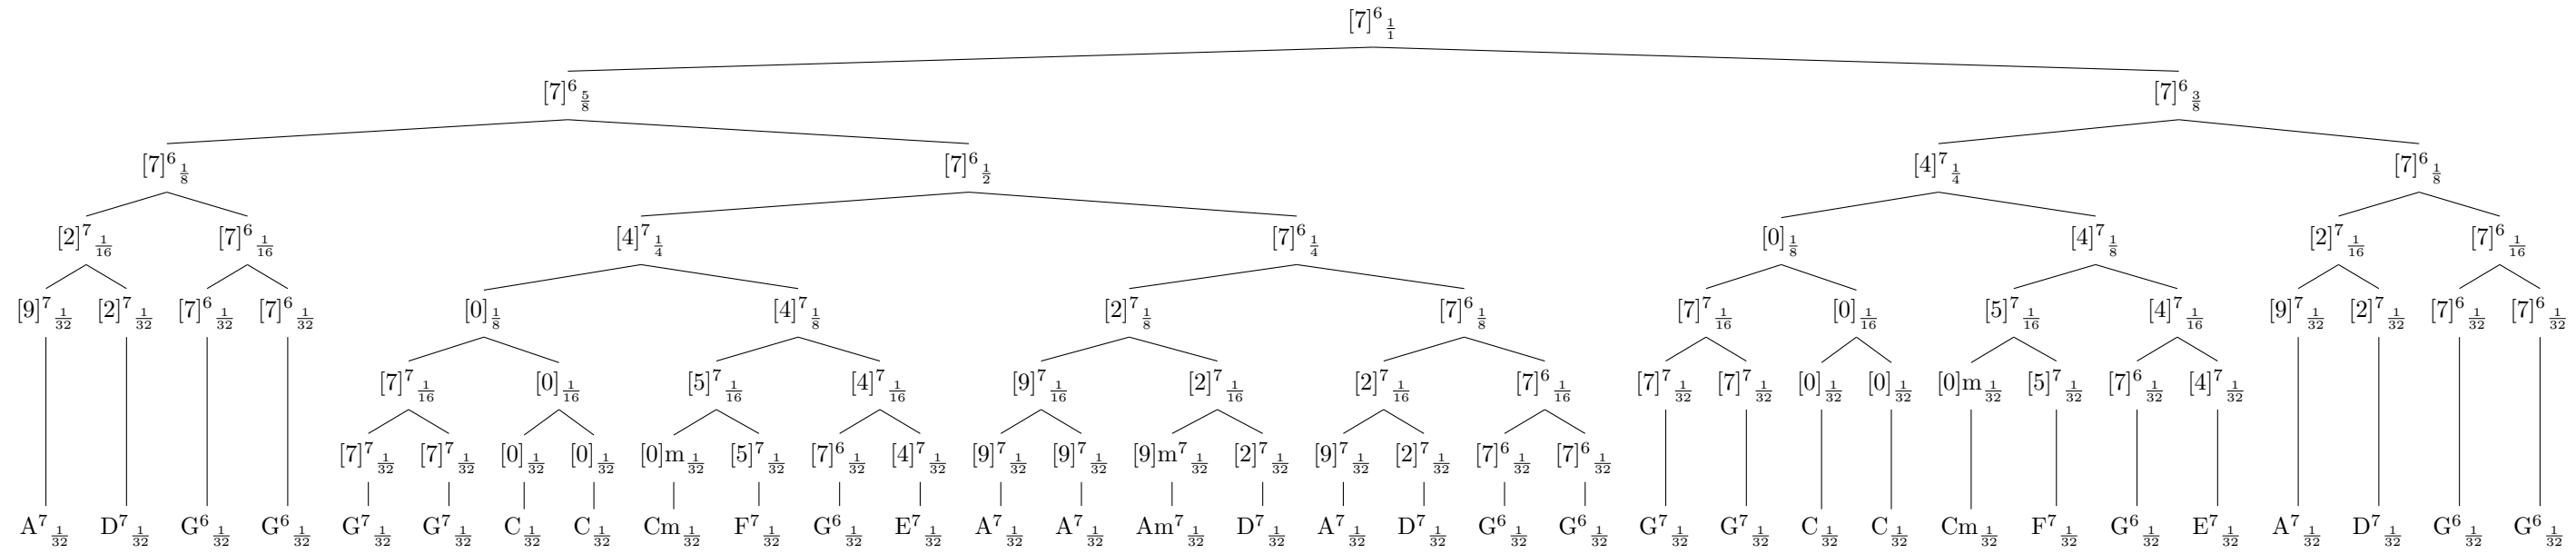 [7]⁶ 1/1
[7]⁶ 5/8 [7]⁶ 3/8
[7]⁶ 1/8 [7]⁶ 1/2 [4]⁷ 1/4 [7]⁶ 1/8
[2]⁷ 1/16 [7]⁶ 1/16 [4]⁷ 1/4 [7]⁶ 1/4 [0] 1/8 [4]⁷ 1/8 [2]⁷ 1/16 [7]⁶ 1/16
[9]⁷ 1/32 [2]⁷ 1/32 [7]⁶ 1/32 [7]⁶ 1/32 [0] 1/8 [4]⁷ 1/8 [2]⁷ 1/8 [7]⁶ 1/8 [7]⁷ 1/16 [0] 1/16 [5]⁷ 1/16 [4]⁷ 1/16 [9]⁷ 1/32 [2]⁷ 1/32 [7]⁶ 1/32 [7]⁶ 1/32
[7]⁷ 1/16 [0] 1/16 [5]⁷ 1/16 [4]⁷ 1/16 [9]⁷ 1/16 [2]⁷ 1/16 [2]⁷ 1/16 [7]⁶ 1/16 [7]⁷ 1/32 [7]⁷ 1/32 [0] 1/32 [0] 1/32 [0]m 1/32 [5]⁷ 1/32 [7]⁶ 1/32 [4]⁷ 1/32
[7]⁷ 1/32 [7]⁷ 1/32 [0] 1/32 [0] 1/32 [0]m 1/32 [5]⁷ 1/32 [7]⁶ 1/32 [4]⁷ 1/32 [9]⁷ 1/32 [9]⁷ 1/32 [9]m⁷ 1/32 [2]⁷ 1/32 [9]⁷ 1/32 [2]⁷ 1/32 [7]⁶ 1/32 [7]⁶ 1/32
A⁷ 1/32 D⁷ 1/32 G⁶ 1/32 G⁶ 1/32 G⁷ 1/32 G⁷ 1/32 C 1/32 C 1/32 Cm 1/32 F⁷ 1/32 G⁶ 1/32 E⁷ 1/32 A⁷ 1/32 A⁷ 1/32 Am⁷ 1/32 D⁷ 1/32 A⁷ 1/32 D⁷ 1/32 G⁶ 1/32 G⁶ 1/32 G⁷ 1/32 G⁷ 1/32 C 1/32 C 1/32 Cm 1/32 F⁷ 1/32 G⁶ 1/32 E⁷ 1/32 A⁷ 1/32 D⁷ 1/32 G⁶ 1/32 G⁶ 1/32